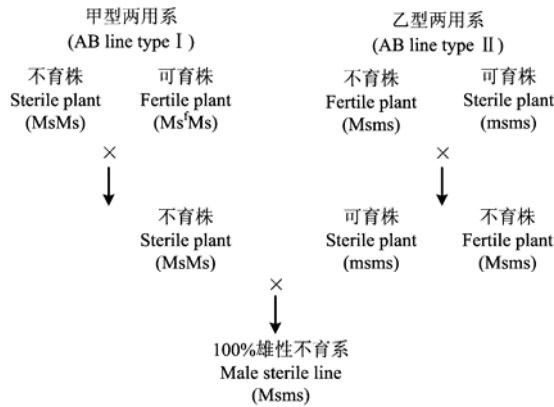 甲型两用系
(AB line type Ⅰ)
乙型两用系
(AB line type Ⅱ)
不育株
Sterile plant
(MsMs)
可育株
Fertile plant
(MsᶠMs)
不育株
Fertile plant
(Msms)
可育株
Sterile plant
(msms)
×
×
不育株
Sterile plant
(MsMs)
可育株
Sterile plant
(msms)
不育株
Fertile plant
(Msms)
×
100%雄性不育系
Male sterile line
(Msms)